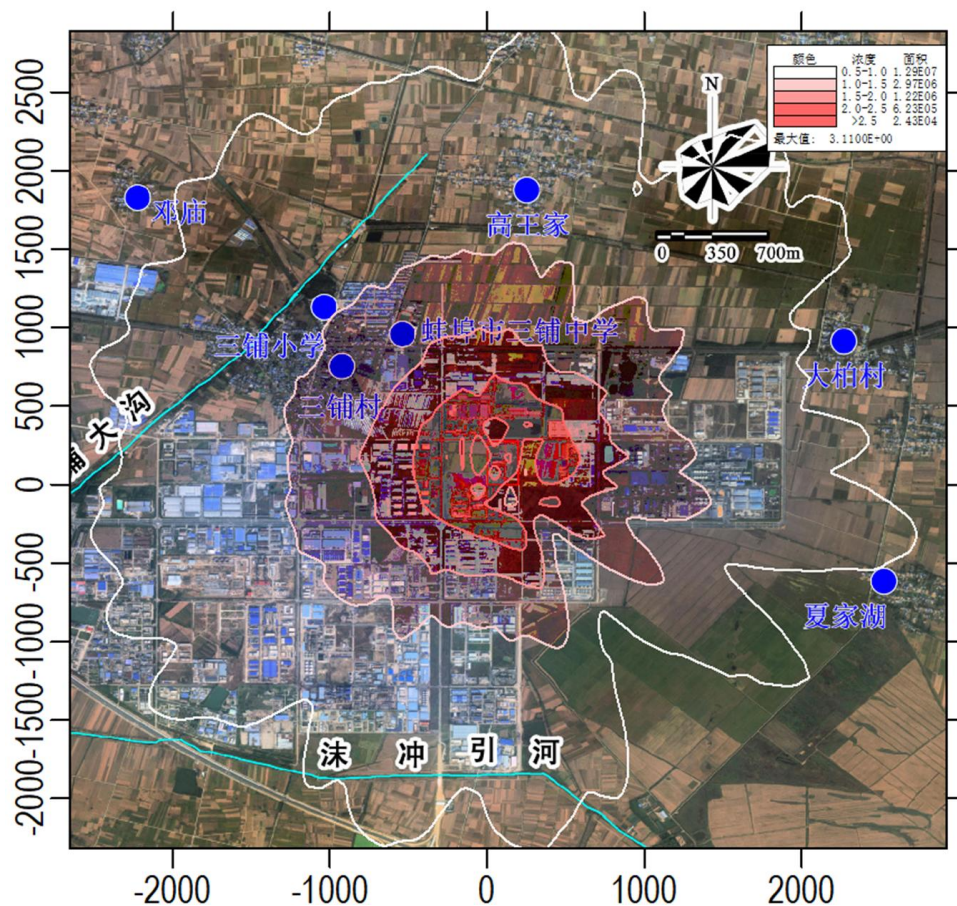 颜色 浓度 面积
0.5-1.0 1.29E07
1.0-1.5 2.97E06
1.5-2.0 1.22E06
2.0-2.5 6.23E05
>2.5 2.43E04
最大值: 3.1100E+00
N
0 350 700m
邓庙
高王家
三铺小学
蚌埠市三铺中学
三铺村
大柏村
夏家湖
铺大沟
沫冲引河
2500
2000
1500
1000
500
0
-500
-1000
-1500
-2000
-2000 -1000 0 1000 2000